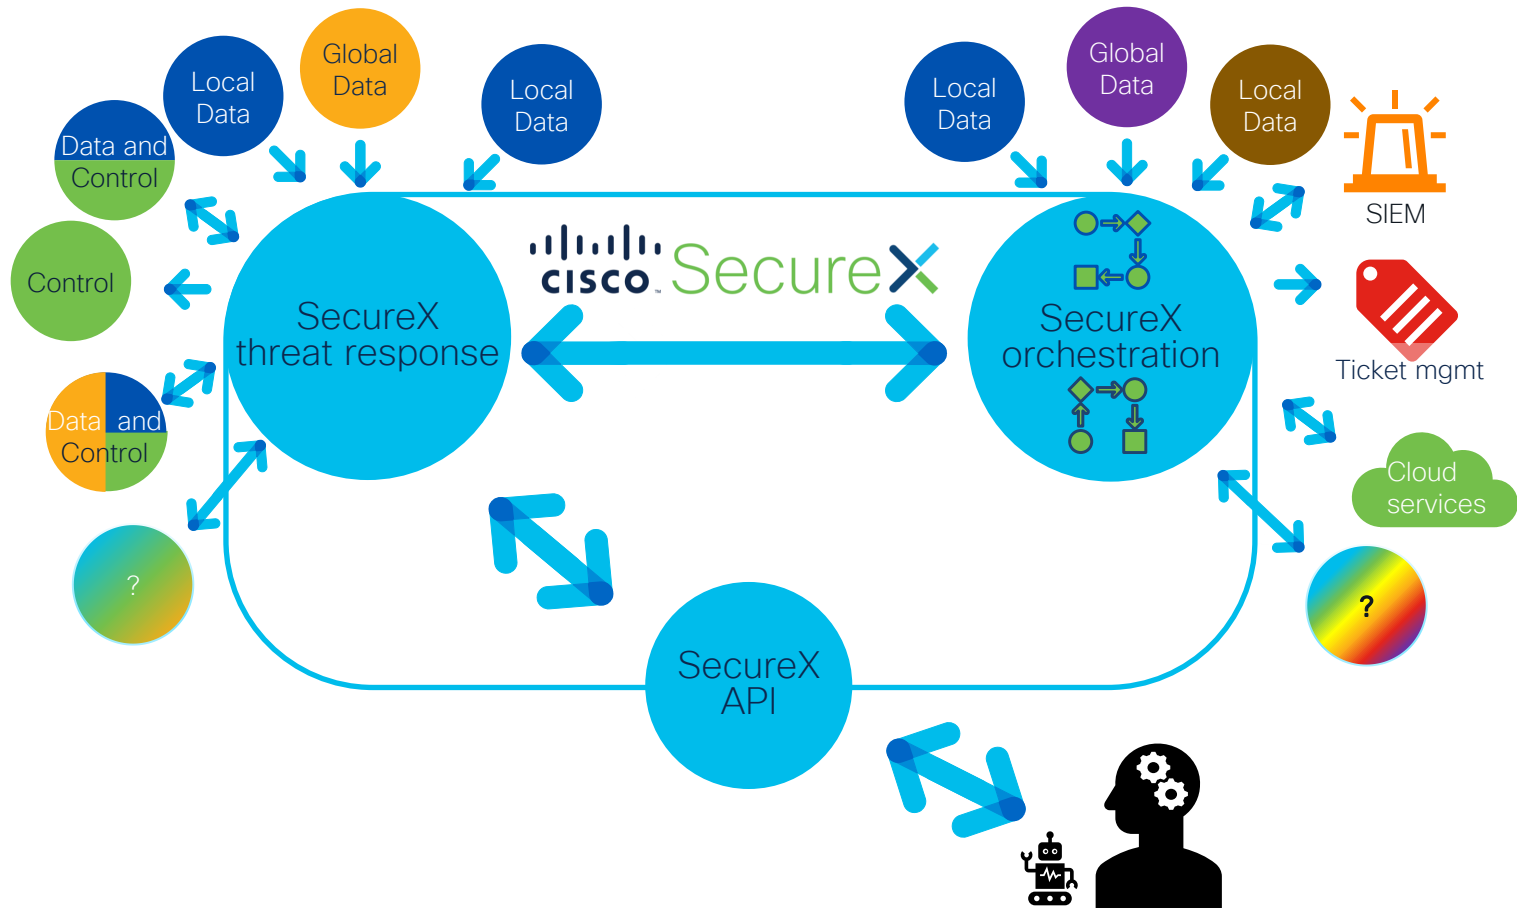 Local
Data
Global
Data
Local
Data
Local
Data
Global
Data
Local
Data
Data and
Control
SIEM
Control
CISCO™
SecureX
SecureX
threat response
SecureX
orchestration
Ticket mgmt
Data and
Control
Cloud
services
?
?
SecureX
API